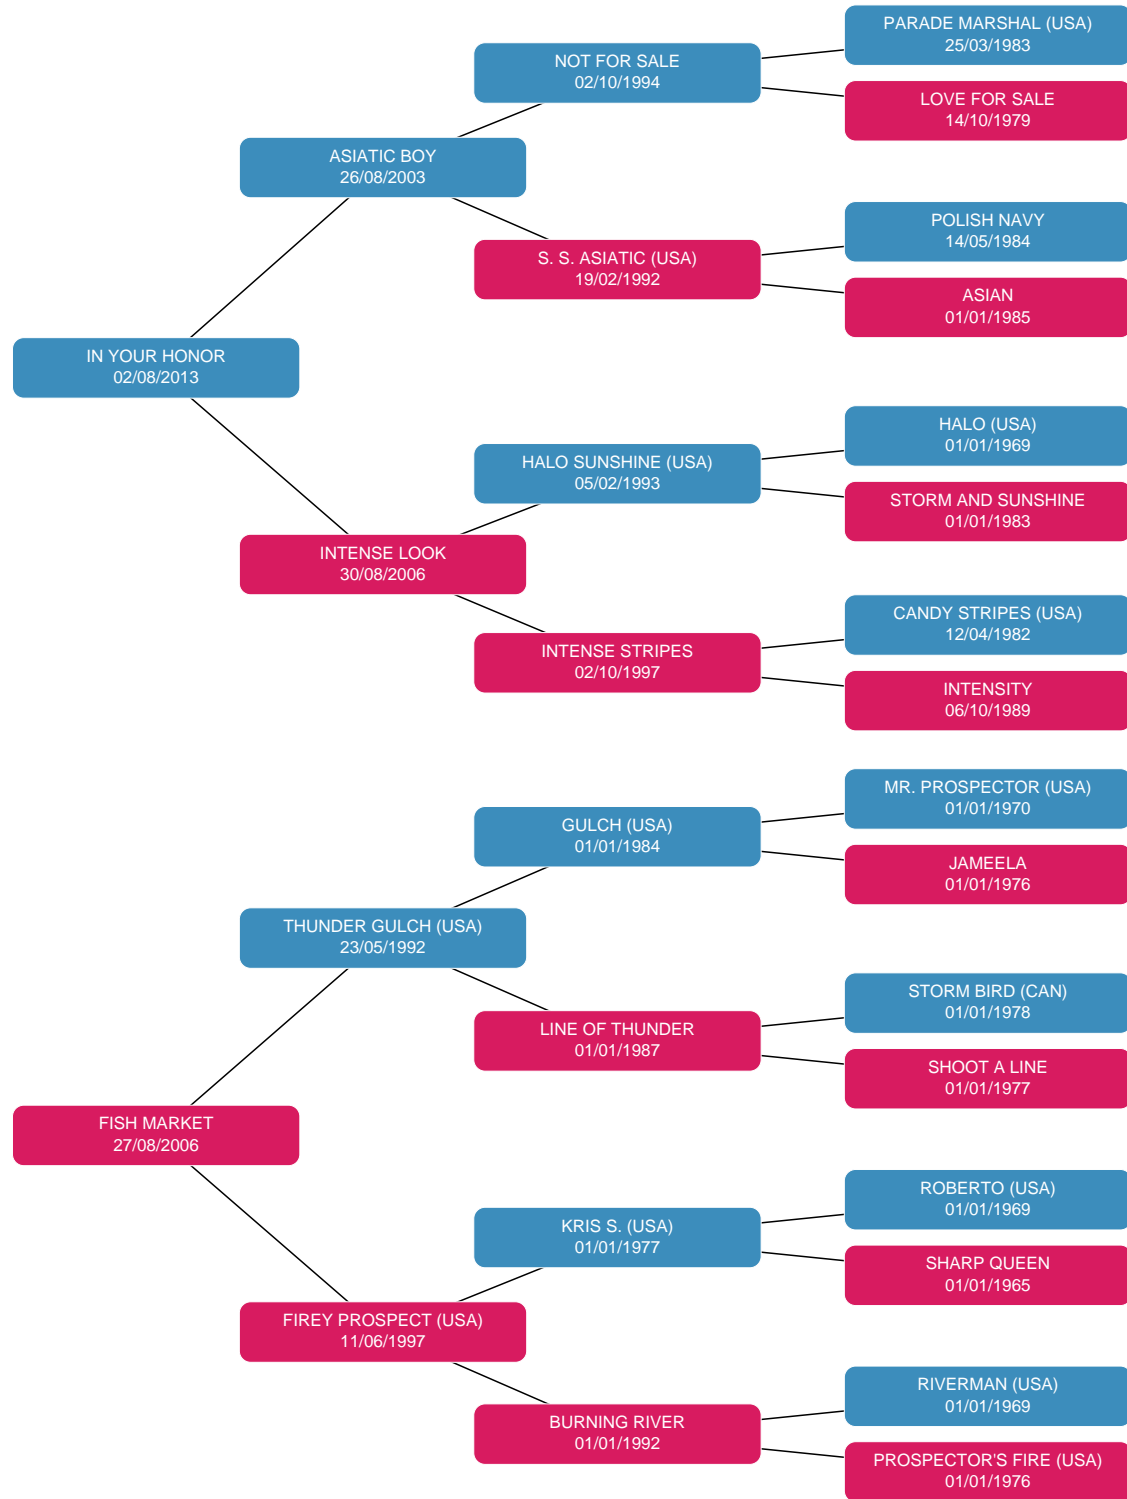 PARADE MARSHAL (USA)
25/03/1983
NOT FOR SALE
02/10/1994
LOVE FOR SALE
14/10/1979
ASIATIC BOY
26/08/2003
POLISH NAVY
14/05/1984
S. S. ASIATIC (USA)
19/02/1992
ASIAN
01/01/1985
IN YOUR HONOR
02/08/2013
HALO (USA)
01/01/1969
HALO SUNSHINE (USA)
05/02/1993
STORM AND SUNSHINE
01/01/1983
INTENSE LOOK
30/08/2006
CANDY STRIPES (USA)
12/04/1982
INTENSE STRIPES
02/10/1997
INTENSITY
06/10/1989
MR. PROSPECTOR (USA)
01/01/1970
GULCH (USA)
01/01/1984
JAMEELA
01/01/1976
THUNDER GULCH (USA)
23/05/1992
STORM BIRD (CAN)
01/01/1978
LINE OF THUNDER
01/01/1987
SHOOT A LINE
01/01/1977
FISH MARKET
27/08/2006
ROBERTO (USA)
01/01/1969
KRIS S. (USA)
01/01/1977
SHARP QUEEN
01/01/1965
FIREY PROSPECT (USA)
11/06/1997
RIVERMAN (USA)
01/01/1969
BURNING RIVER
01/01/1992
PROSPECTOR'S FIRE (USA)
01/01/1976